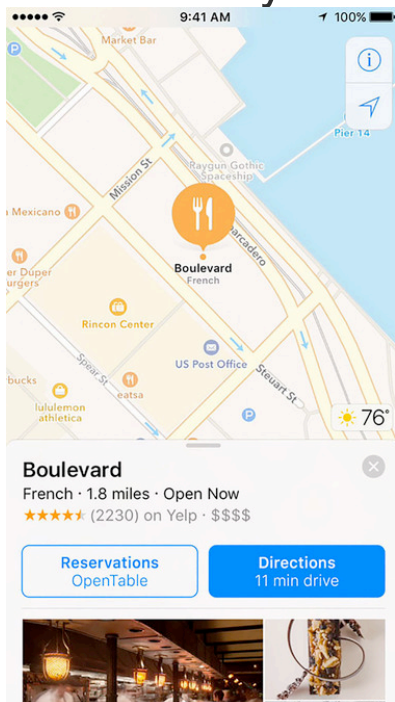 9:41 AM
100%
Market Bar
P
i
Pier 14
Raygun Gothic
Spaceship
Mission St
Mexicano
Boulevard
French
er Duper
urgers
Rincon Center
US Post Office
Spear St
Steuart St
bucks
eatsa
lululemon
athletica
P
76°
Boulevard
French · 1.8 miles · Open Now
(2230) on Yelp · $$$$
Reservations
OpenTable
Directions
11 min drive